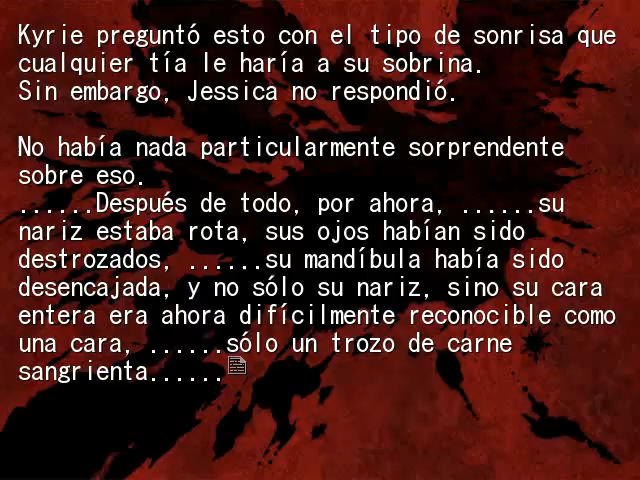 Kyrie preguntó esto con el tipo de sonrisa que
cualquier tía le haría a su sobrina.
Sin embargo, Jessica no respondió.
No había nada particularmente sorprendente
sobre eso.
......Después de todo, por ahora, ......su
nariz estaba rota, sus ojos habían sido
destrozados, ......su mandíbula había sido
desencajada, y no sólo su nariz, sino su cara
entera era ahora difícilmente reconocible como
una cara, ......sólo un trozo de carne
sangrienta......